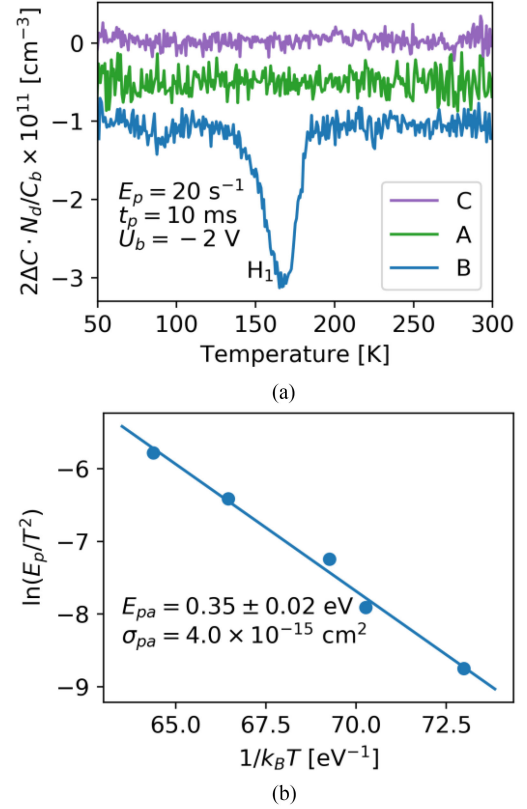 2ΔC · N_d/C_b × 10^11 [cm^−3]
0
−1
−2
−3
E_p = 20 s^−1
t_p = 10 ms
U_b = −2 V
H_1
C
A
B
50 100 150 200 250 300
Temperature [K]
(a)
ln(E_p/T^2)
−6
−7
−8
−9
E_pa = 0.35 ± 0.02 eV
σ_pa = 4.0 × 10^−15 cm^2
65.0 67.5 70.0 72.5
1/k_BT [eV^−1]
(b)